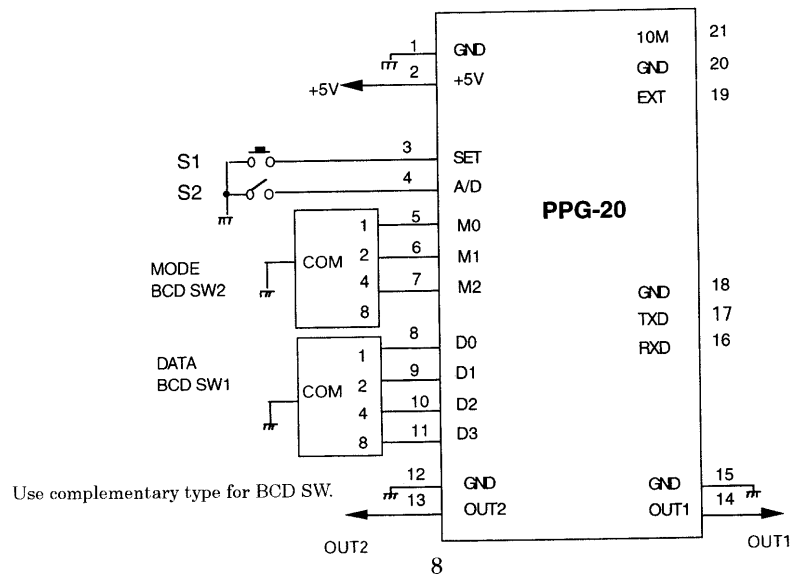 1 GND
2 +5V
+5V
S1 3 SET
S2 4 A/D
MODE
BCD SW2
COM
1 5 M0
2 6 M1
4 7 M2
8
DATA
BCD SW1
COM
1 8 D0
2 9 D1
4 10 D2
8 11 D3
Use complementary type for BCD SW.
12 GND
13 OUT2
OUT2
PPG-20
10M 21
GND 20
EXT 19
GND 18
TXD 17
RXD 16
GND 15
OUT1 14
OUT1
8